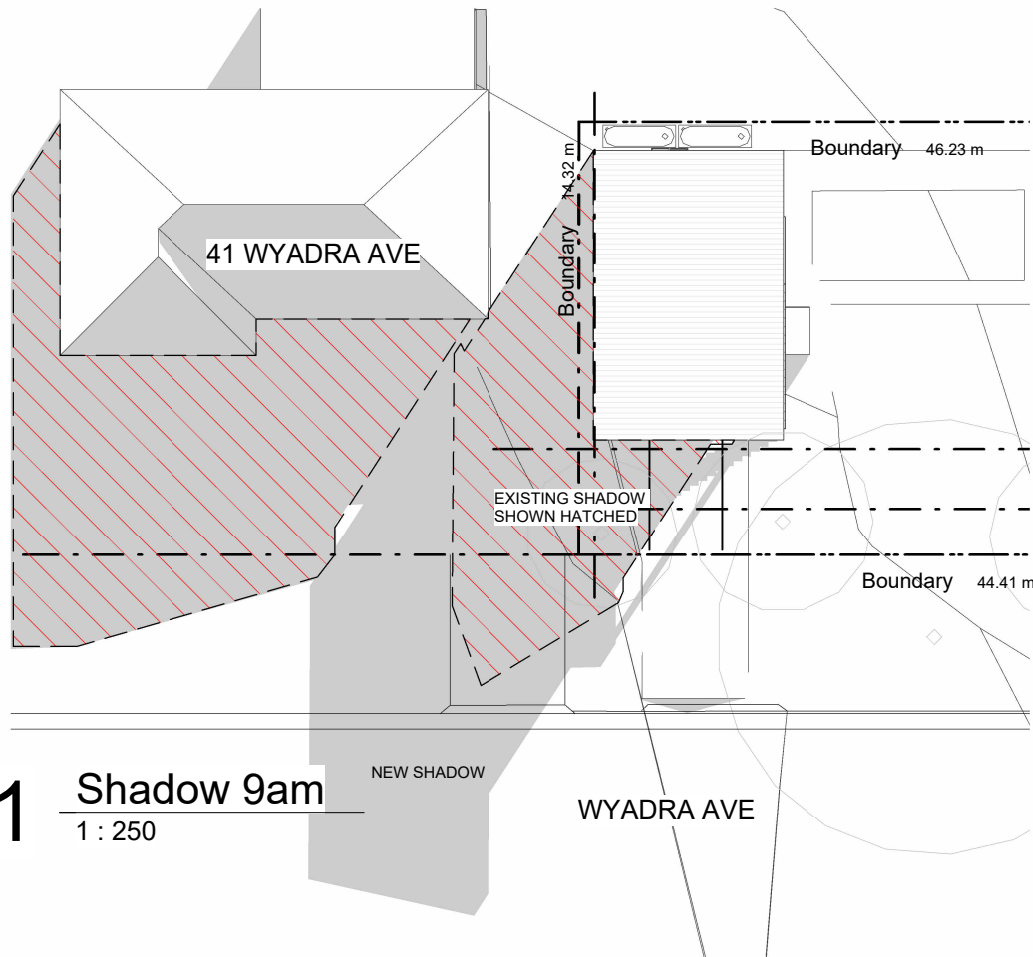 Boundary 46.23 m
Boundary 14.32 m
41 WYADRA AVE
EXISTING SHADOW
SHOWN HATCHED
Boundary 44.41 m
NEW SHADOW
1 Shadow 9am
1 : 250
WYADRA AVE